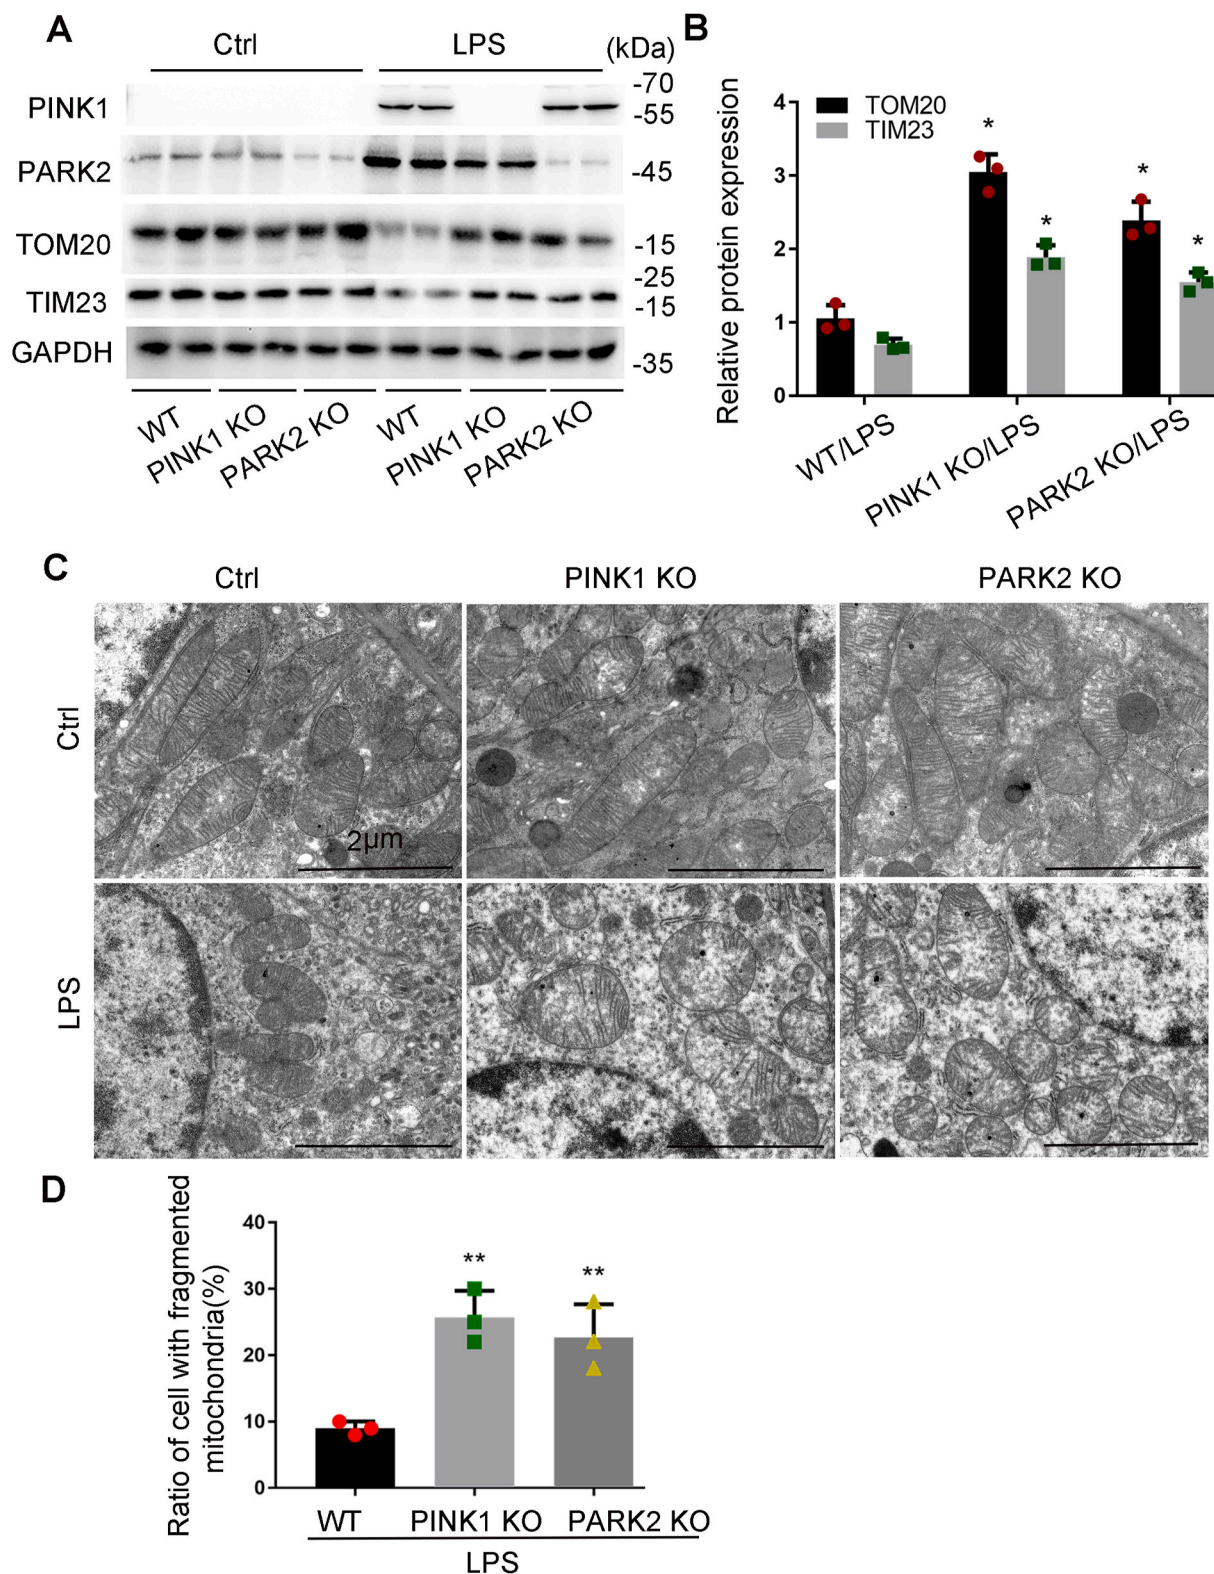 A
Ctrl
LPS
(kDa)
PINK1
-70
-55
PARK2
-45
TOM20
-15
TIM23
-25
-15
GAPDH
-35
WT
PINK1 KO
PARK2 KO
WT
PINK1 KO
PARK2 KO
B
Relative protein expression
4
3
2
1
0
TOM20
TIM23
*
*
*
*
WT/LPS
PINK1 KO/LPS
PARK2 KO/LPS
C
Ctrl
PINK1 KO
PARK2 KO
Ctrl
2μm
LPS
D
Ratio of cell with fragmented
mitochondria(%)
40
30
20
10
0
**
**
WT
PINK1 KO
PARK2 KO
LPS